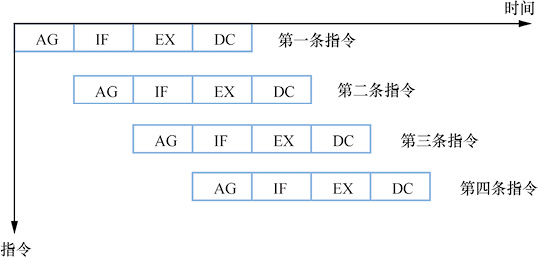 时间
AG IF EX DC 第一条指令
AG IF EX DC 第二条指令
AG IF EX DC 第三条指令
AG IF EX DC 第四条指令
指令